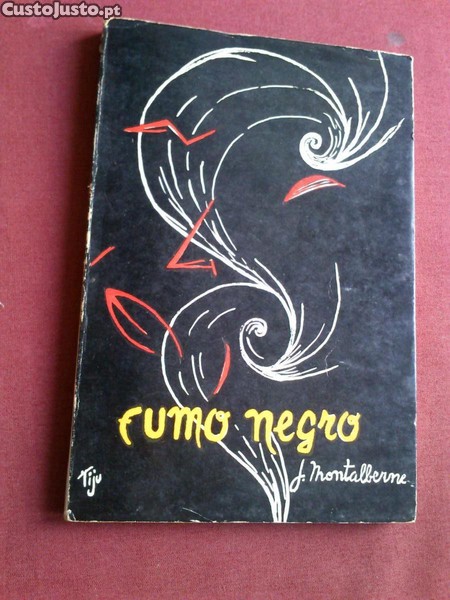 CustoJusto.pt
fumo negro
Tiju
J. Montalberne